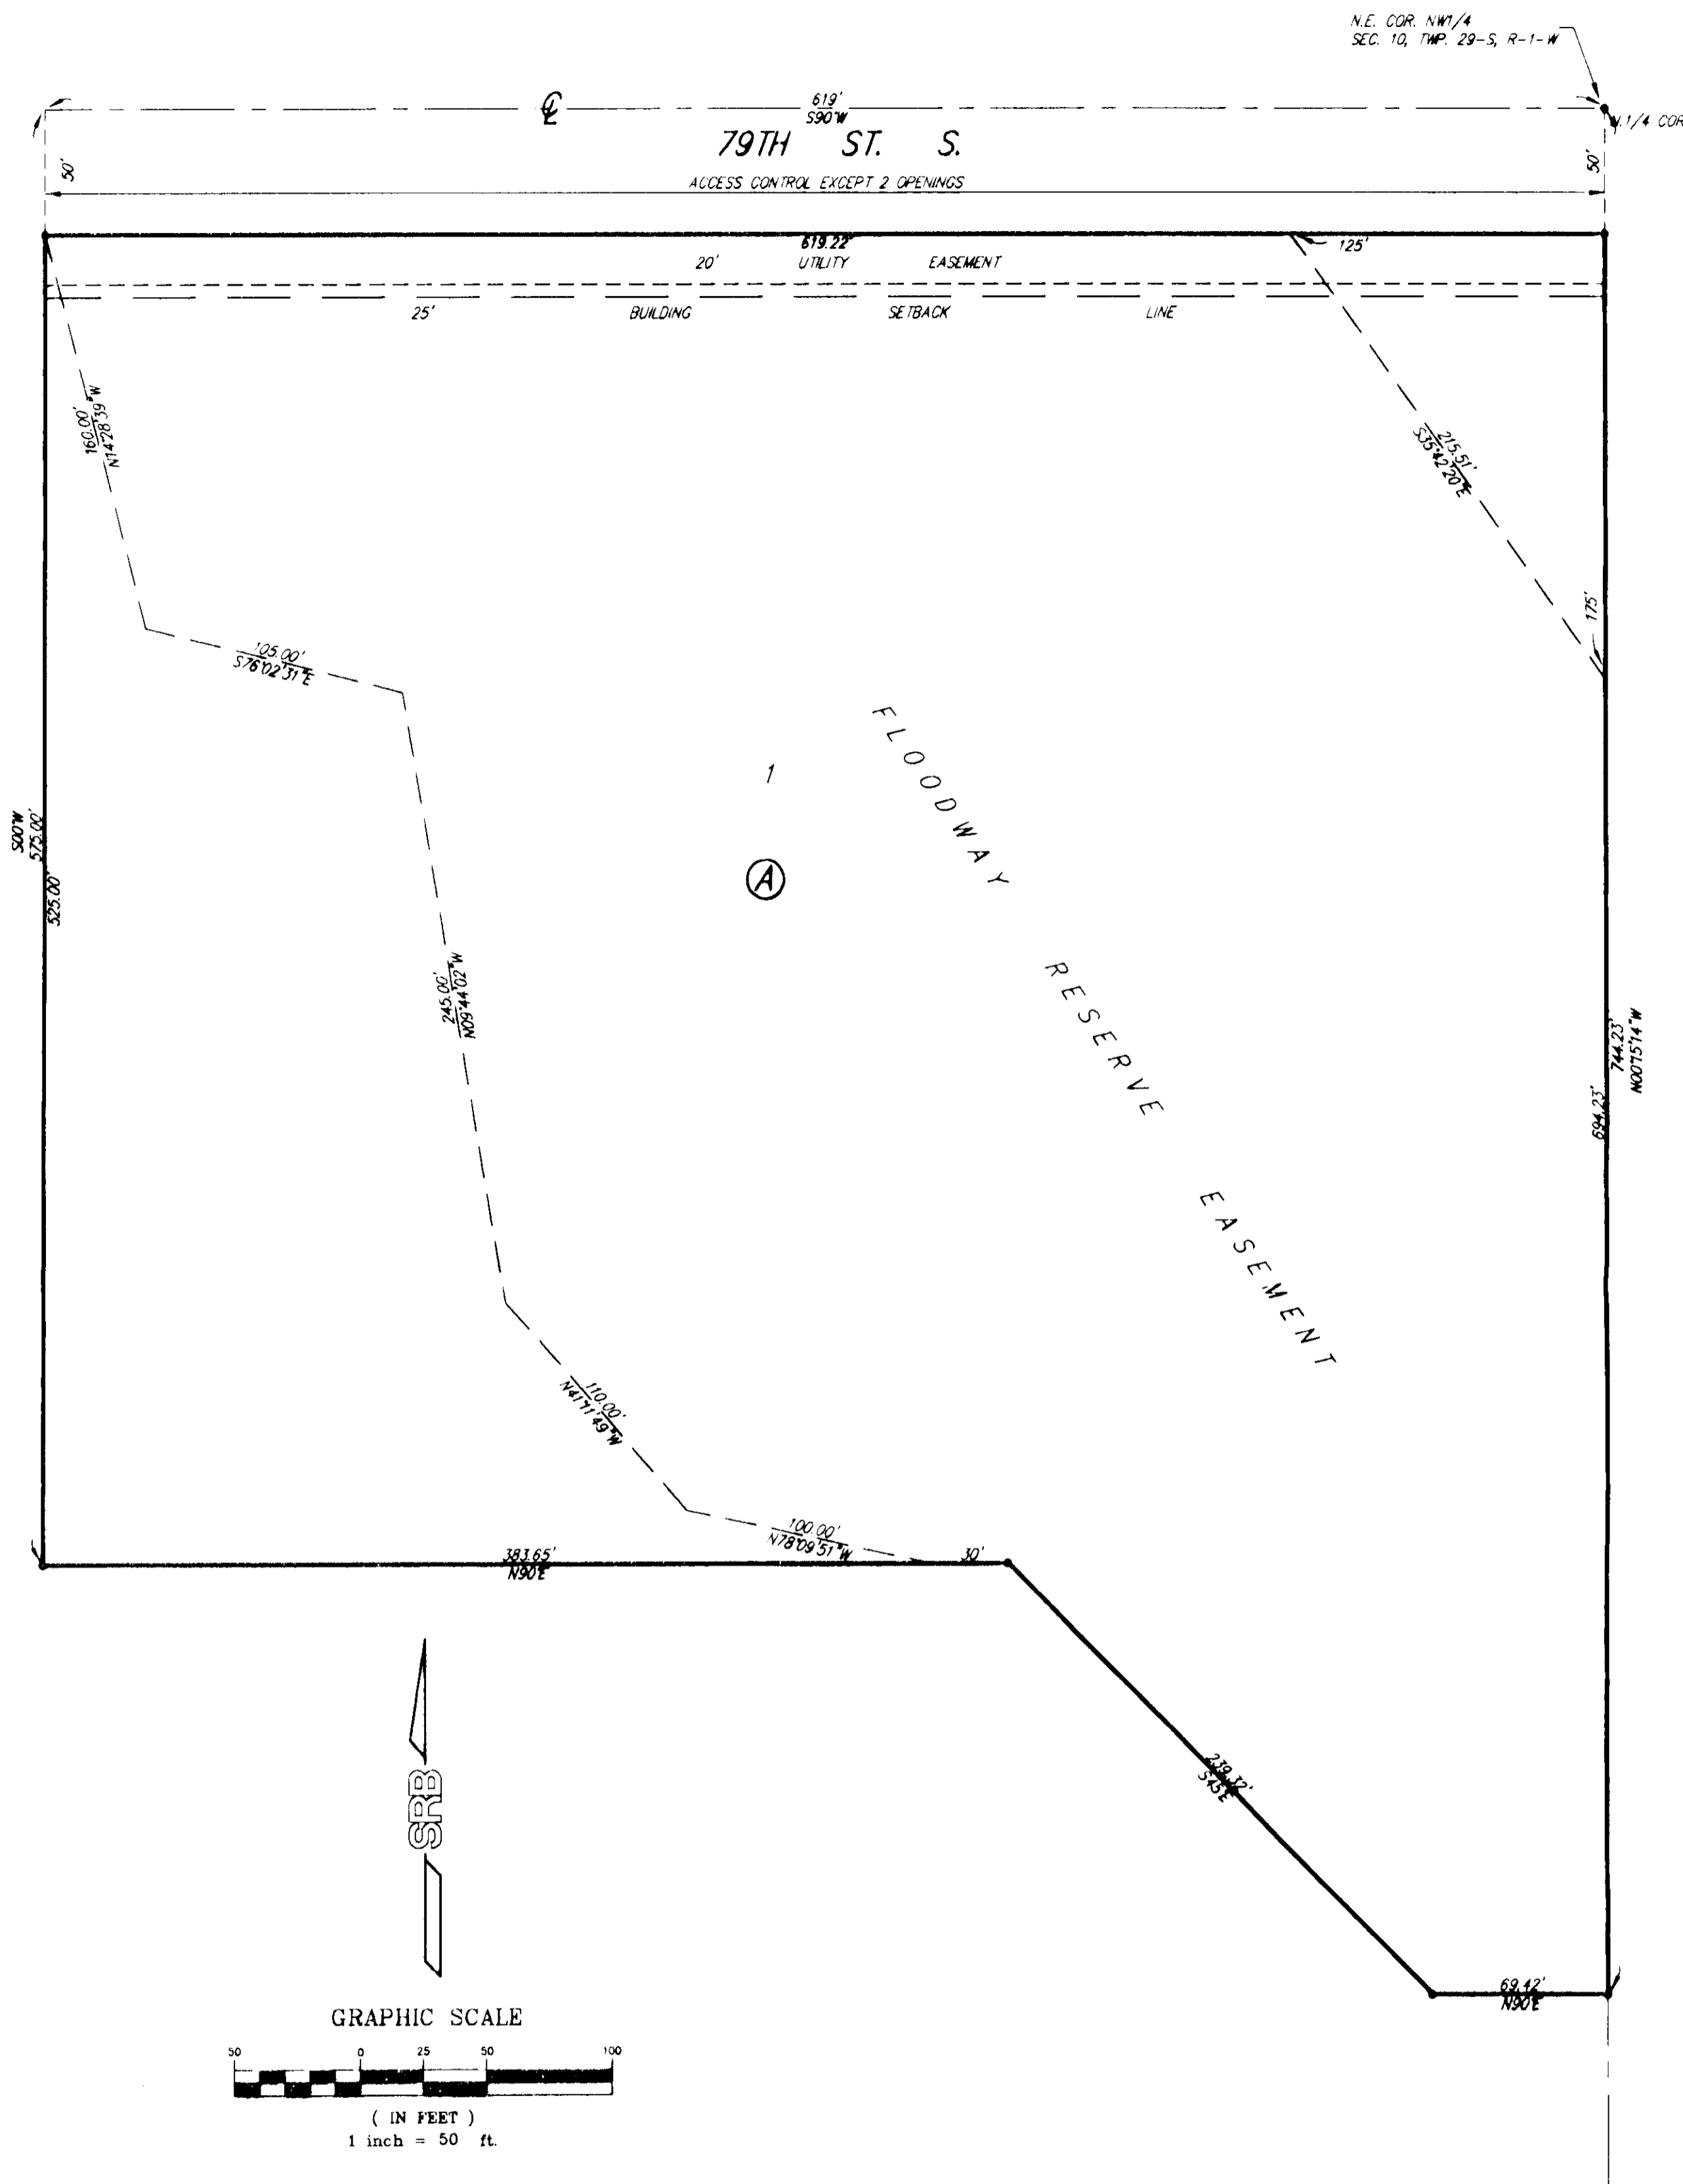 N.E. COR. NW1/4
SEC. 10, TWP. 29-S, R-1-W
619'
S90°W
N.1/4 COR
79TH ST. S.
50'
50'
ACCESS CONTROL EXCEPT 2 OPENINGS
619.22'
125'
20' UTILITY EASEMENT
25' BUILDING SETBACK LINE
160.00'
N14°28'39"W
215.51'
S35°42'20"E
175'
105.00'
S76°02'31"E
FLOODWAY RESERVE EASEMENT
1
A
S00°W
575.00'
525.00'
245.00'
N09°44'02"W
744.23'
N00°15'14"W
694.23'
110.00'
N41°11'49"W
100.00'
N78°09'51"W
383.65'
N90°E
30'
239.32'
S45°E
SRB
69.42'
N90°E
GRAPHIC SCALE
50 0 25 50 100
( IN FEET )
1 inch = 50 ft.